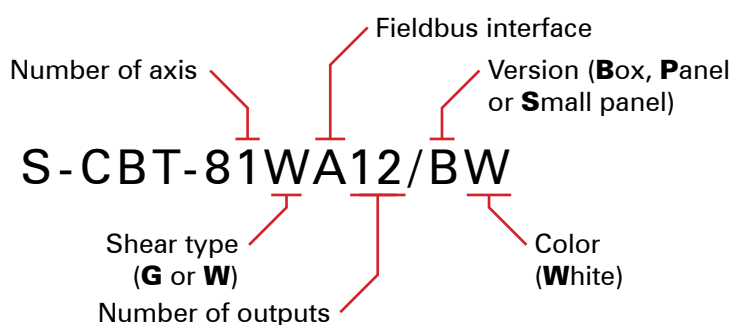 Fieldbus interface
Number of axis
Version (Box, Panel
or Small panel)
S-CBT-81WA12/BW
Shear type
(G or W)
Color
(White)
Number of outputs